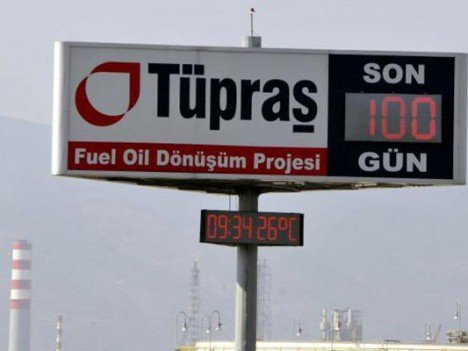 Tüpraş
Fuel Oil Dönüşüm Projesi
SON
100
GÜN
09:34 26°C